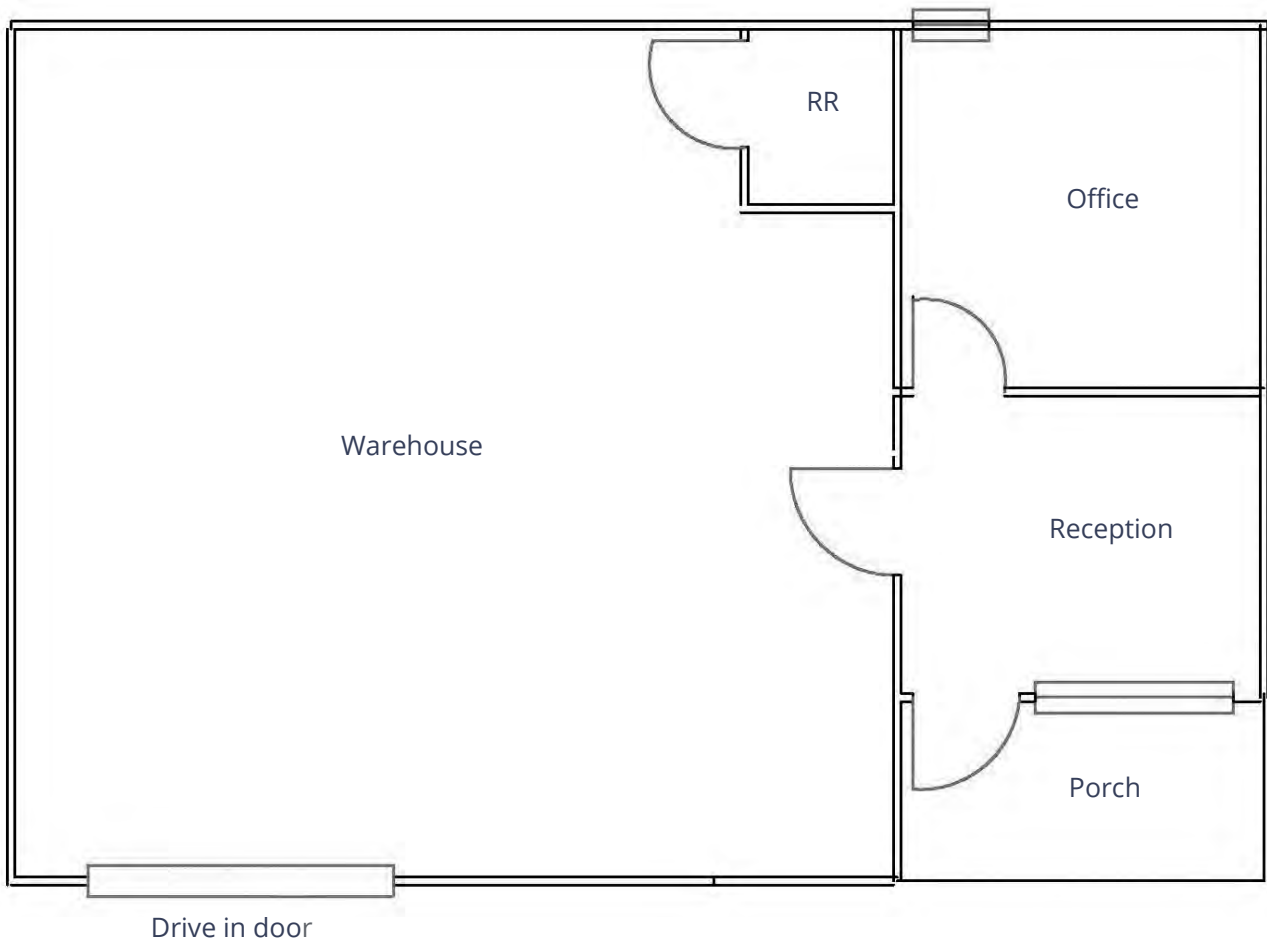 RR
Office
Warehouse
Reception
Porch
Drive in door